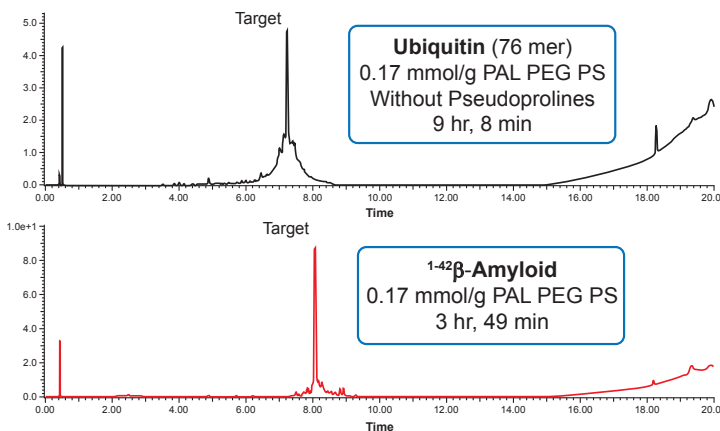 Target
5.0
4.0
3.0
2.0
1.0
0.0
Ubiquitin (76 mer)
0.17 mmol/g PAL PEG PS
Without Pseudoprolines
9 hr, 8 min
0.00 2.00 4.00 6.00 8.00 10.00 12.00 14.00 16.00 18.00 20.0
Time
Target
1.0e+1
8.0
6.0
4.0
2.0
0.0
1-42β-Amyloid
0.17 mmol/g PAL PEG PS
3 hr, 49 min
0.00 2.00 4.00 6.00 8.00 10.00 12.00 14.00 16.00 18.00 20.0
Time